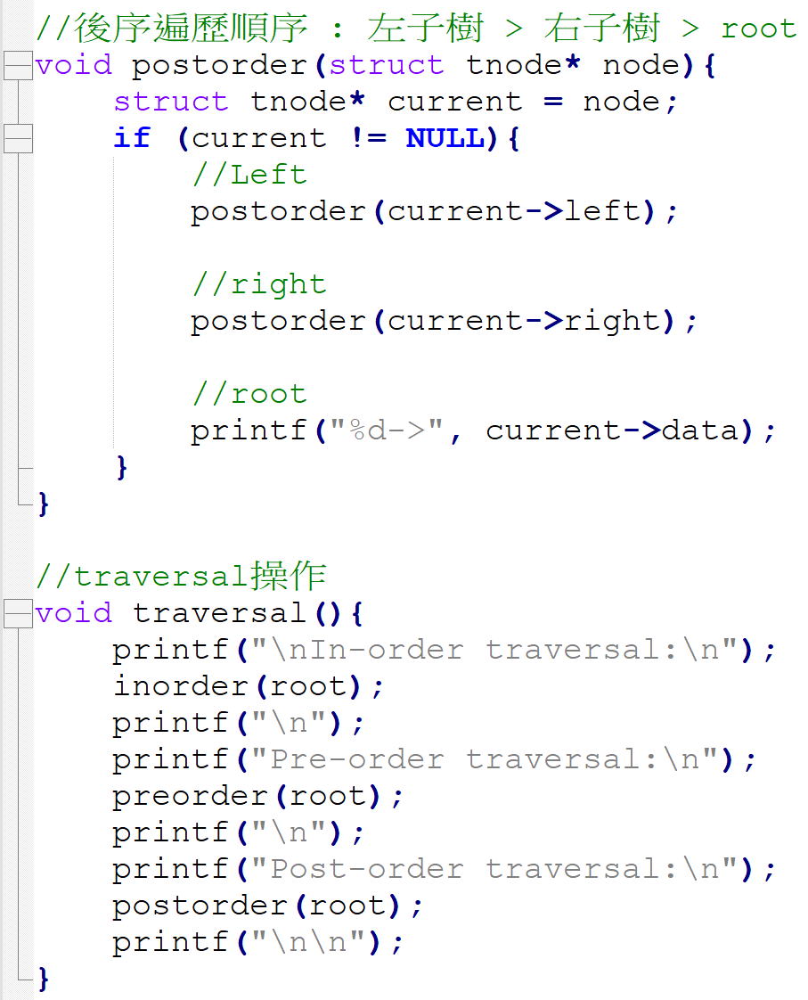 //後序遍歷順序 : 左子樹 > 右子樹 > root
void postorder(struct tnode* node){
    struct tnode* current = node;
    if (current != NULL){
        //Left
        postorder(current->left);

        //right
        postorder(current->right);

        //root
        printf("%d->", current->data);
    }
}

//traversal操作
void traversal(){
    printf("\nIn-order traversal:\n");
    inorder(root);
    printf("\n");
    printf("Pre-order traversal:\n");
    preorder(root);
    printf("\n");
    printf("Post-order traversal:\n");
    postorder(root);
    printf("\n\n");
}